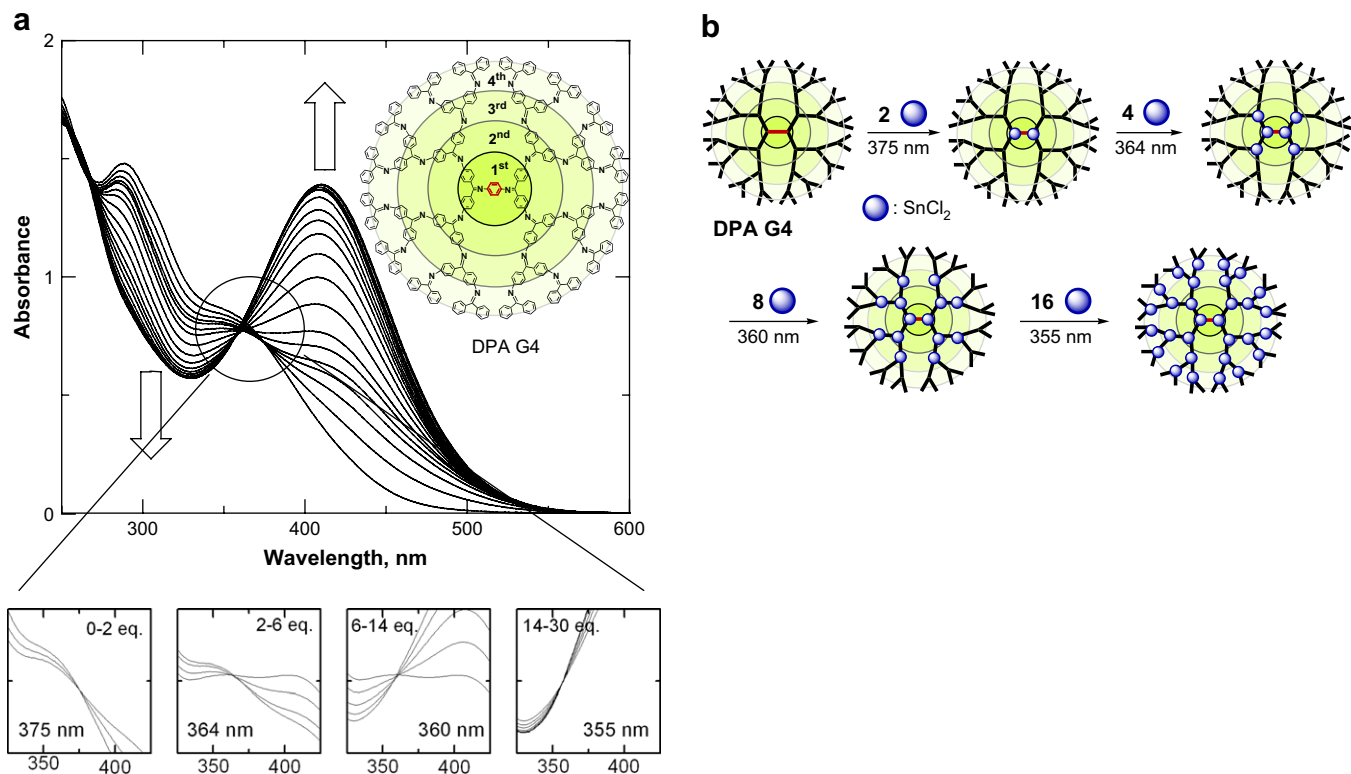 a
2
1
0
Absorbance
300
400
500
600
Wavelength, nm
4th
3rd
2nd
1st
N
N
DPA G4
0-2 eq.
375 nm
350
400
2-6 eq.
364 nm
350
400
6-14 eq.
360 nm
350
400
14-30 eq.
355 nm
350
400
b
2
375 nm
4
364 nm
: SnCl2
DPA G4
8
360 nm
16
355 nm